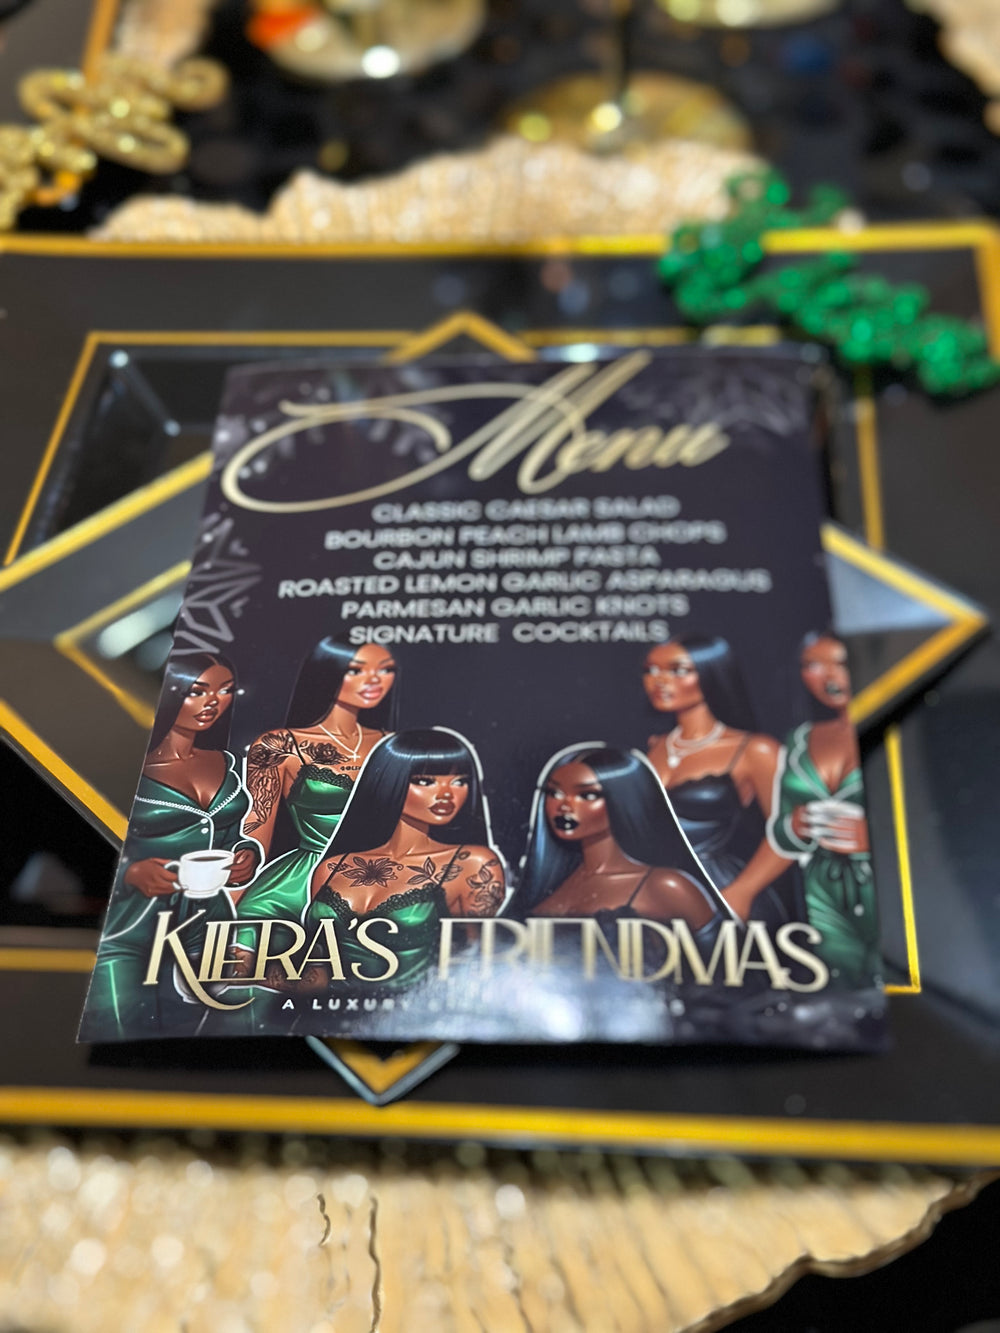 Menu
CLASSIC CAESAR SALAD
BOURBON PEACH LAMB CHOPS
CAJUN SHRIMP PASTA
ROASTED LEMON GARLIC ASPARAGUS
PARMESAN GARLIC KNOTS
SIGNATURE COCKTAILS
KIERA'S FRIENDMAS
A LUXURY